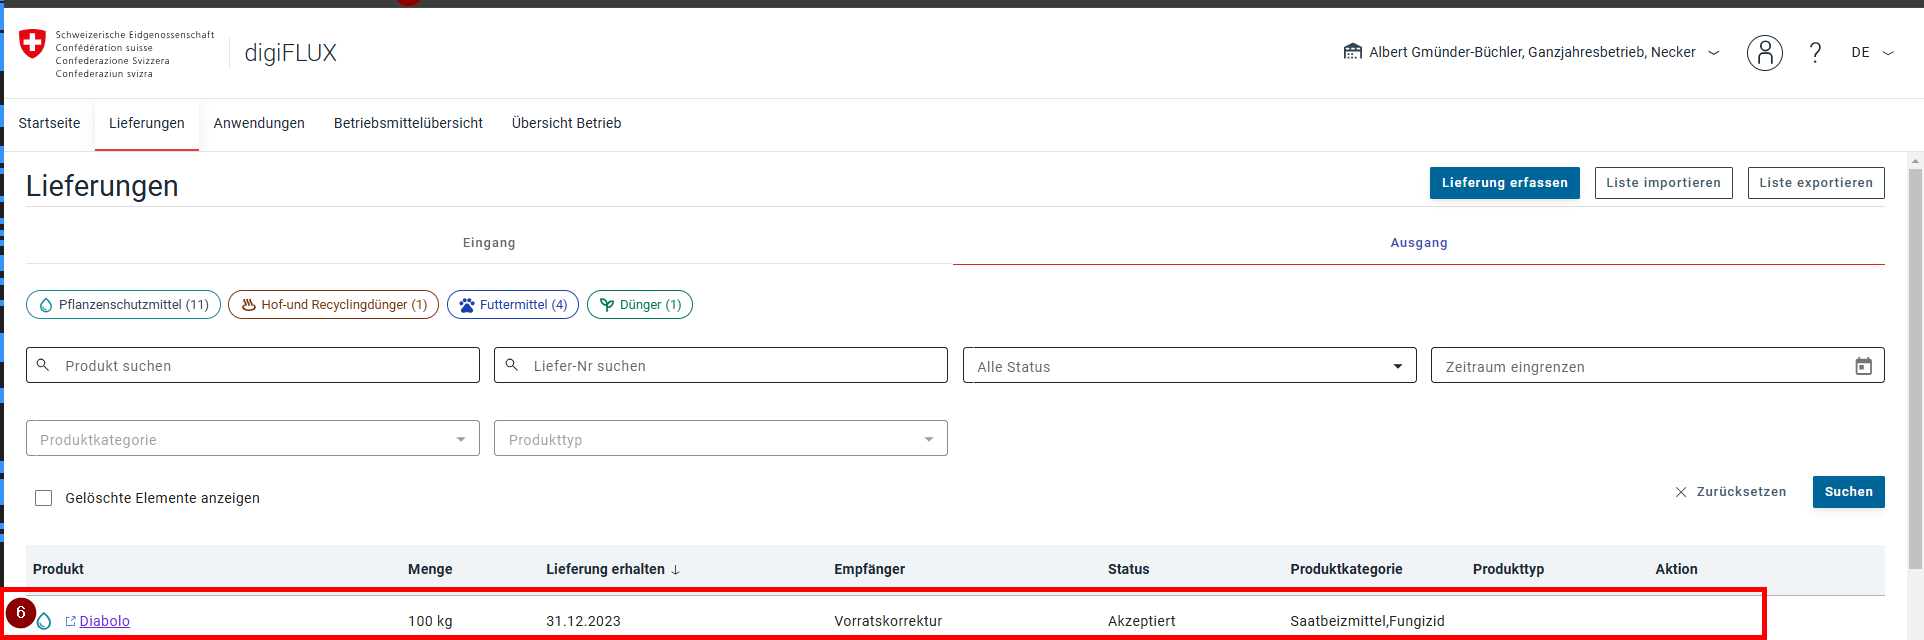 Schweizerische Eidgenossenschaft
Confédération suisse
Confederazione Svizzera
Confederaziun svizra
digiFLUX
Albert Gmünder-Büchler, Ganzjahresbetrieb, Necker
?
DE
Startseite Lieferungen Anwendungen Betriebsmittelübersicht Übersicht Betrieb
Lieferungen
Lieferung erfassen Liste importieren Liste exportieren
Eingang Ausgang
Pflanzenschutzmittel (11) Hof-und Recyclingdünger (1) Futtermittel (4) Dünger (1)
Produkt suchen Liefer-Nr suchen Alle Status Zeitraum eingrenzen
Produktkategorie Produkttyp
Gelöschte Elemente anzeigen Zurücksetzen Suchen
Produkt Menge Lieferung erhalten ↓ Empfänger Status Produktkategorie Produkttyp Aktion
6 Diabolo 100 kg 31.12.2023 Vorratskorrektur Akzeptiert Saatbeizmittel,Fungizid